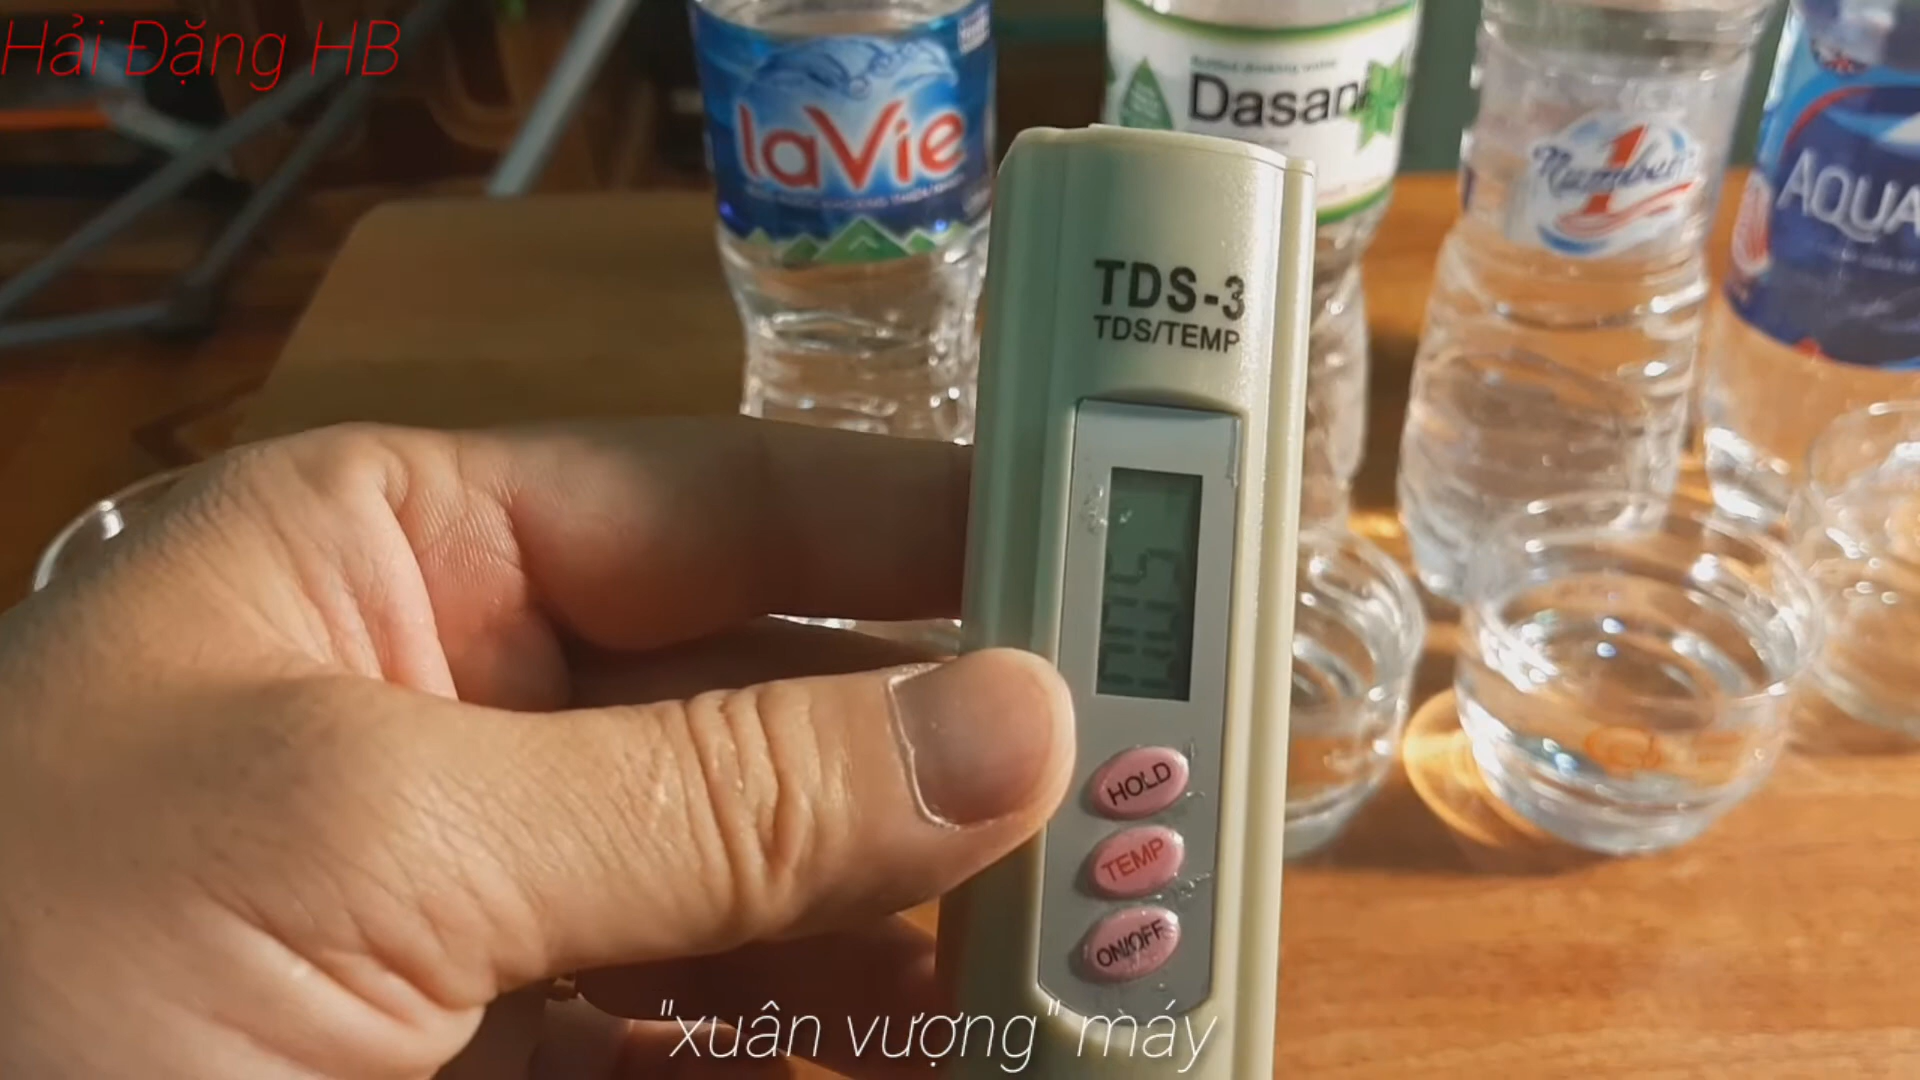 Hải Đặng HB
laVie
Dasani
Number 1
AQUA
TDS-3
TDS/TEMP
HOLD
TEMP
ON/OFF
"xuân vượng" máy